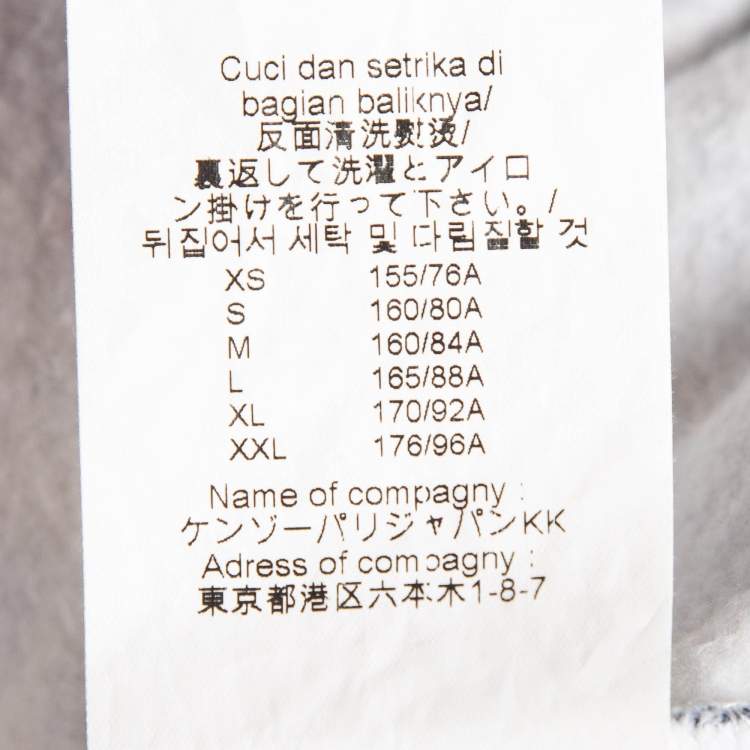 Cuci dan setrika di
bagian baliknya/
反面清洗熨烫/
裏返して洗濯とアイロ
ン掛けを行って下さい。/
뒤집어서 세탁 및 다림질할 것
XS 155/76A
S 160/80A
M 160/84A
L 165/88A
XL 170/92A
XXL 176/96A
Name of compagny :
ケンゾーパリジャパンKK
Adress of compagny :
東京都港区六本木1-8-7